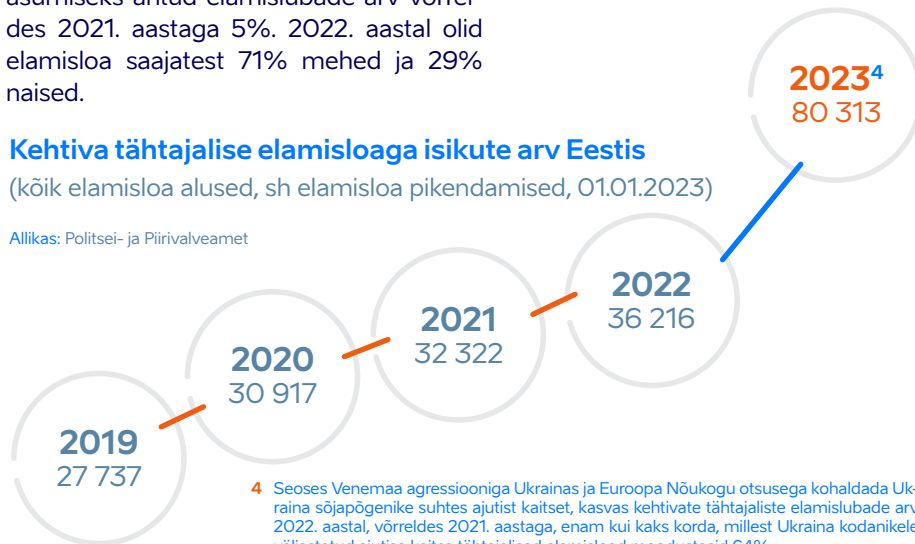 des 2021. aastaga 5%. 2022. aastal olid
elamisloa saajatest 71% mehed ja 29%
naised.
Kehtiva tähtajalise elamisloaga isikute arv Eestis
(kõik elamisloa alused, sh elamisloa pikendamised, 01.01.2023)
Allikas: Politsei- ja Piirivalveamet
2019
27 737
2020
30 917
2021
32 322
2022
36 216
2023⁴
80 313
4 Seoses Venemaa agressiooniga Ukrainas ja Euroopa Nõukogu otsusega kohaldada Uk-
raina sõjapõgenike suhtes ajutist kaitset, kasvas kehtivate tähtajaliste elamislubade arv
2022. aastal, võrreldes 2021. aastaga, enam kui kaks korda, millest Ukraina kodanikele